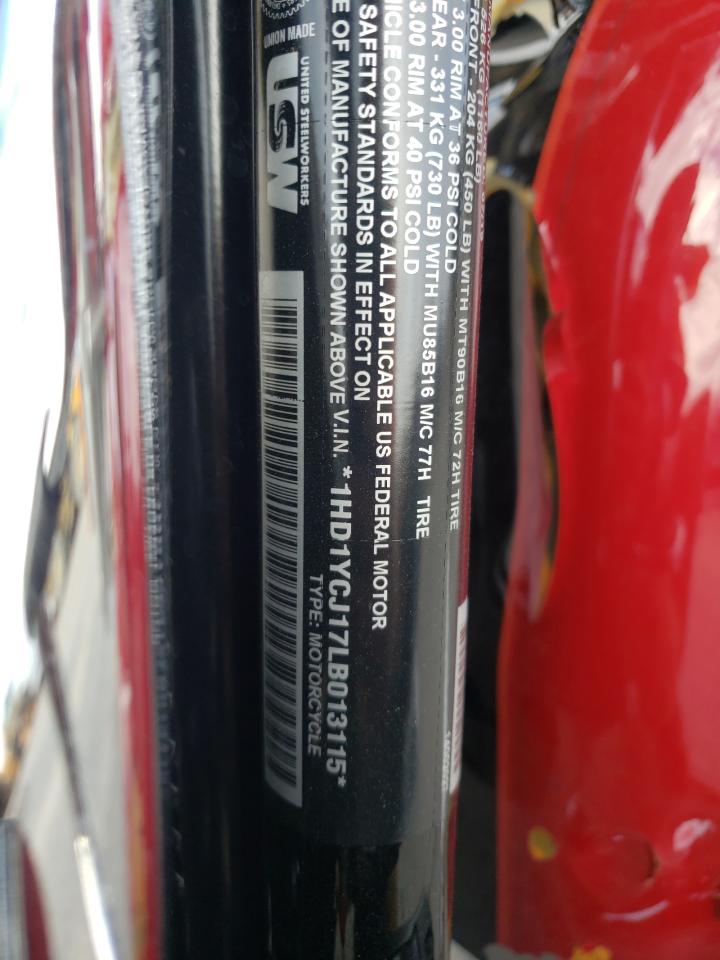 FRONT - 204 KG (450 LB) WITH MT90B16 M/C 72H TIRE
3.00 RIM AT 36 PSI COLD
EAR - 331 KG (730 LB) WITH MU85B16 M/C 77H TIRE
3.00 RIM AT 40 PSI COLD
ICLE CONFORMS TO ALL APPLICABLE US FEDERAL MOTOR
SAFETY STANDARDS IN EFFECT ON
E OF MANUFACTURE SHOWN ABOVE V.I.N. *1HD1YCJ17LB013115*
TYPE: MOTORCYCLE
UNION MADE
USW
UNITED STEELWORKERS